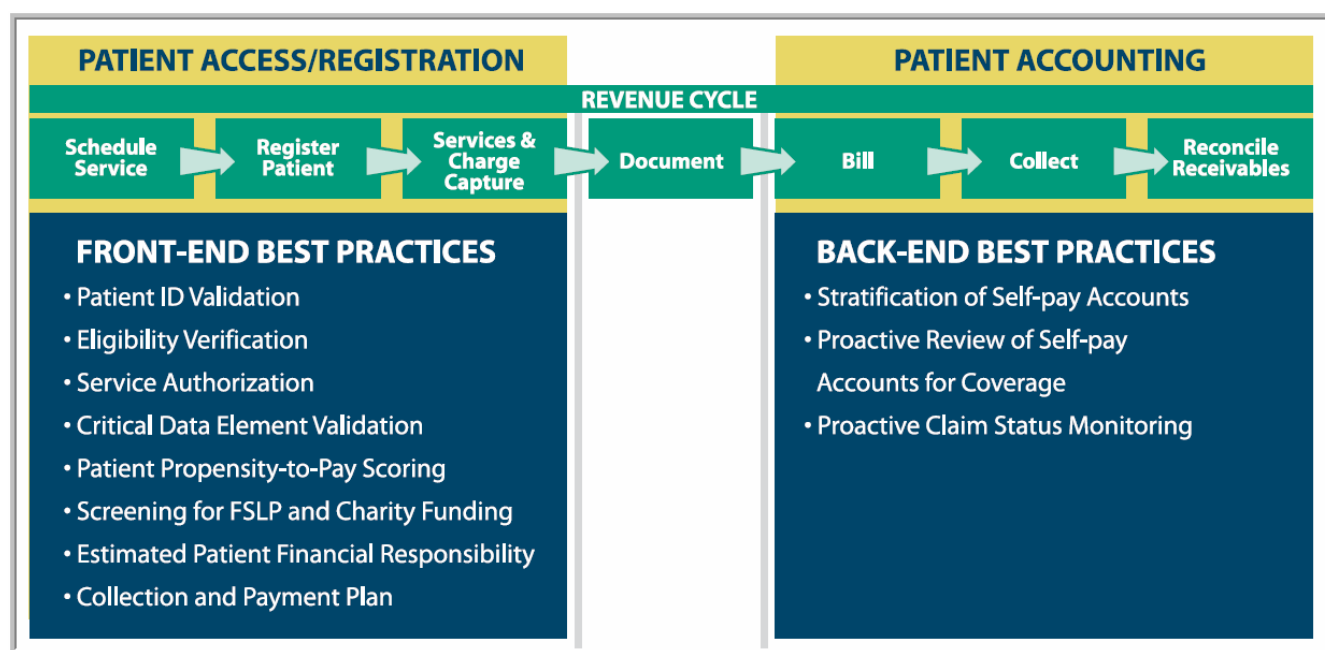 PATIENT ACCESS/REGISTRATION
PATIENT ACCOUNTING
REVENUE CYCLE
Schedule
Service
Register
Patient
Services &
Charge
Capture
Document
Bill
Collect
Reconcile
Receivables
FRONT-END BEST PRACTICES
• Patient ID Validation
• Eligibility Verification
• Service Authorization
• Critical Data Element Validation
• Patient Propensity-to-Pay Scoring
• Screening for FSLP and Charity Funding
• Estimated Patient Financial Responsibility
• Collection and Payment Plan
BACK-END BEST PRACTICES
• Stratification of Self-pay Accounts
• Proactive Review of Self-pay
Accounts for Coverage
• Proactive Claim Status Monitoring